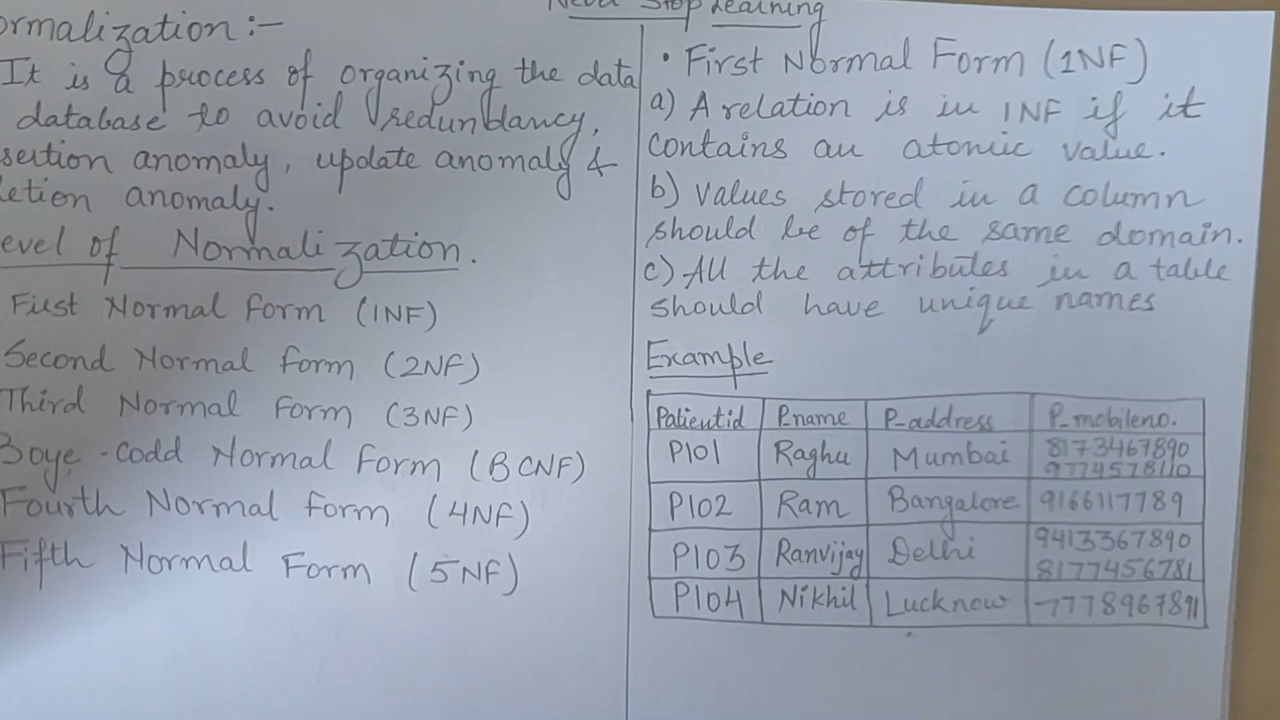 Never Stop Learning
ormalization :-
It is a process of organizing the data
database to avoid redundancy,
sertion anomaly, update anomaly &
letion anomaly.
evel of Normalization.
First Normal Form (1NF)
Second Normal Form (2NF)
Third Normal Form (3NF)
Boye-Codd Normal Form (BCNF)
Fourth Normal Form (4NF)
Fifth Normal Form (5NF)
• First Normal Form (1NF)
a) A relation is in 1NF if it
contains an atomic value.
b) Values stored in a column
should be of the same domain.
c) All the attributes in a table
should have unique names
Example
Patientid P_name P_address P_mobileno.
P101 Raghu Mumbai 8173467890
9774578110
P102 Ram Bangalore 9166117789
P103 Ranvijay Delhi 9413367890
8177456781
P104 Nikhil Lucknow 7778967891